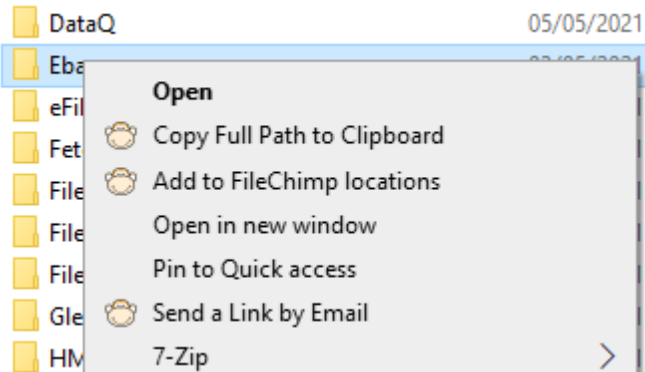 DataQ 05/05/2021
Eba
Open
eFil
Copy Full Path to Clipboard
Fet
Add to FileChimp locations
File
Open in new window
File
Pin to Quick access
File
Send a Link by Email
Gle
7-Zip
HM